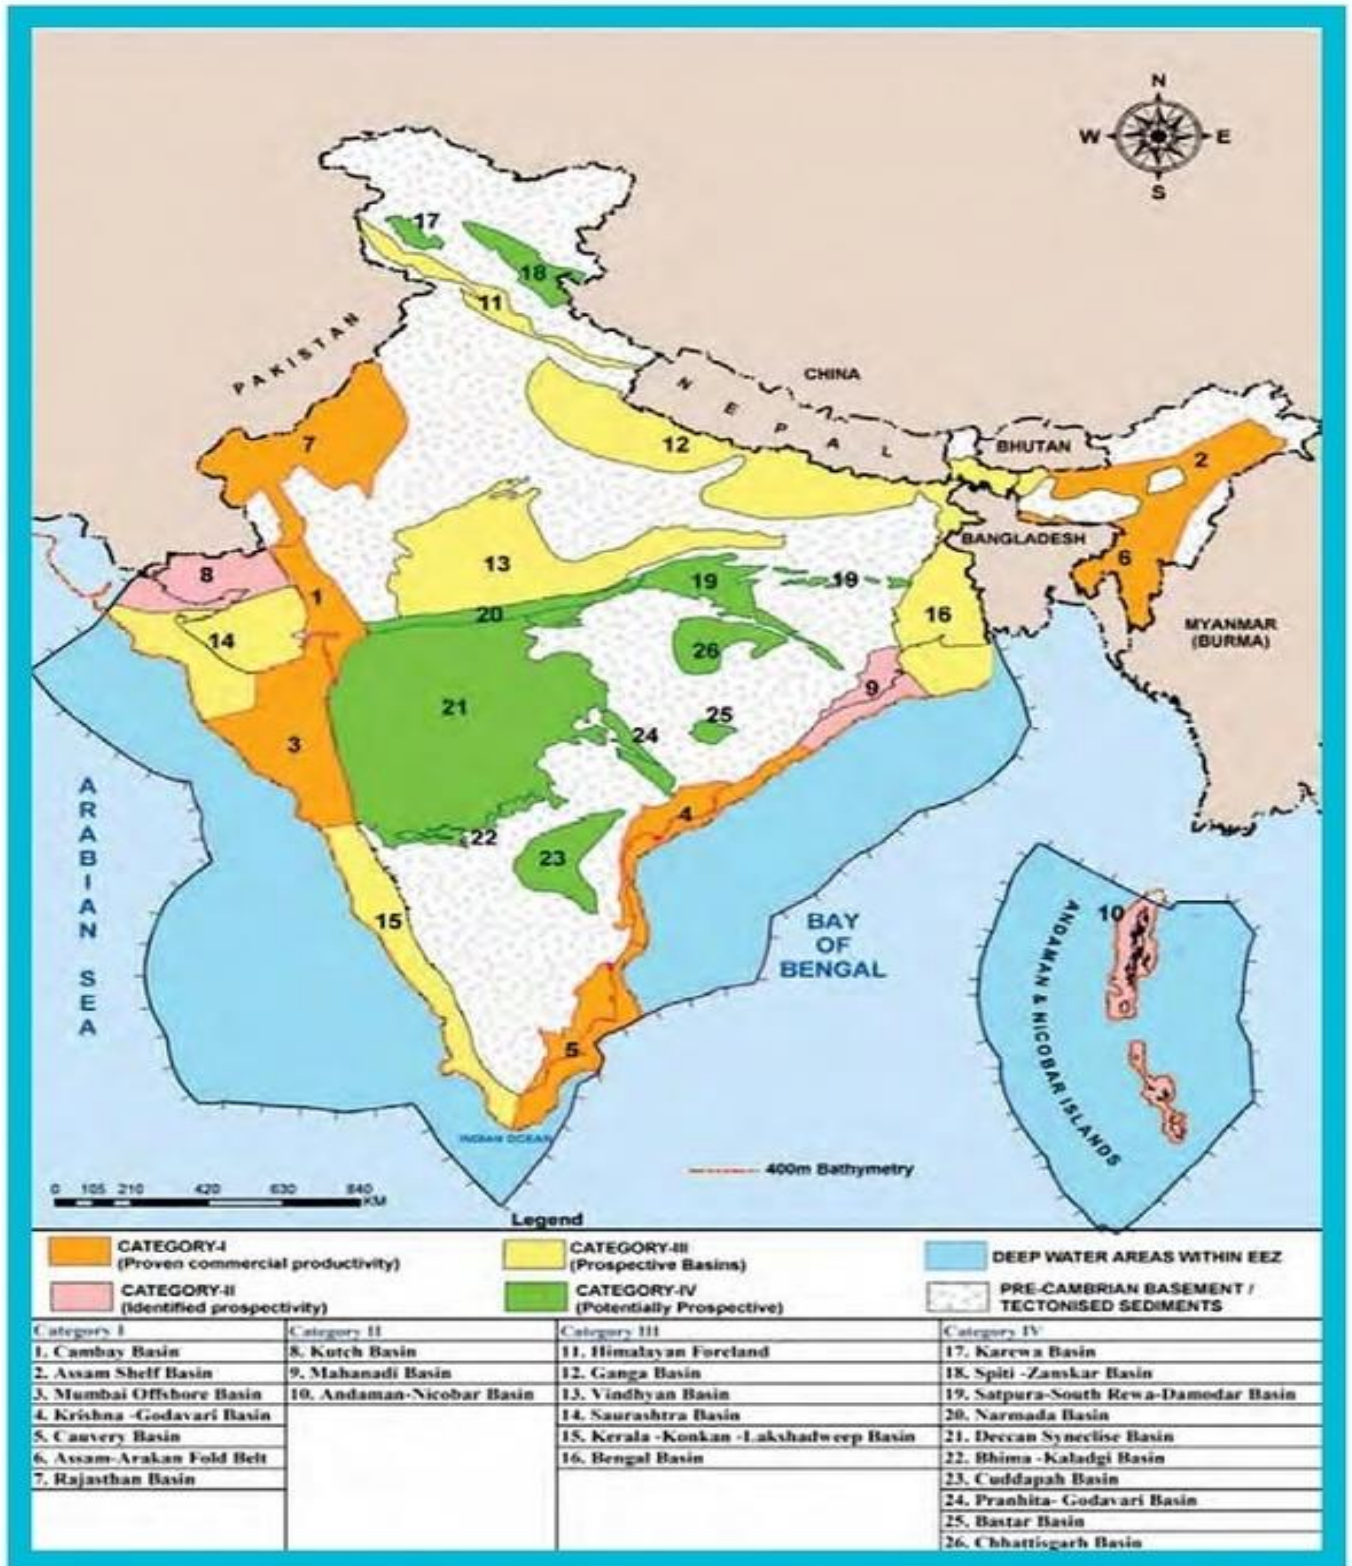 N
W E
S
17
18
11
PAKISTAN
CHINA
NEPAL
7
12
BHUTAN
2
BANGLADESH
6
8
13
19
19
1
20
16
14
MYANMAR
(BURMA)
26
9
21
25
24
3
ARABIAN SEA
4
22
23
15
10
BAY
OF
BENGAL
ANDAMAN & NICOBAR ISLANDS
5
INDIAN OCEAN
400m Bathymetry
0 105 210 420 630 840
KM
Legend
CATEGORY-I
(Proven commercial productivity)
CATEGORY-II
(Identified prospectivity)
CATEGORY-III
(Prospective Basins)
CATEGORY-IV
(Potentially Prospective)
DEEP WATER AREAS WITHIN EEZ
PRE-CAMBRIAN BASEMENT /
TECTONISED SEDIMENTS
Category I
1. Cambay Basin
2. Assam Shelf Basin
3. Mumbai Offshore Basin
4. Krishna -Godavari Basin
5. Cauvery Basin
6. Assam-Arakan Fold Belt
7. Rajasthan Basin
Category II
8. Kutch Basin
9. Mahanadi Basin
10. Andaman-Nicobar Basin
Category III
11. Himalayan Foreland
12. Ganga Basin
13. Vindhyan Basin
14. Saurashtra Basin
15. Kerala -Konkan -Lakshadweep Basin
16. Bengal Basin
Category IV
17. Karewa Basin
18. Spiti -Zanskar Basin
19. Satpura-South Rewa-Damodar Basin
20. Narmada Basin
21. Deccan Syneclise Basin
22. Bhima -Kaladgi Basin
23. Cuddapah Basin
24. Pranhita- Godavari Basin
25. Bastar Basin
26. Chhattisgarh Basin